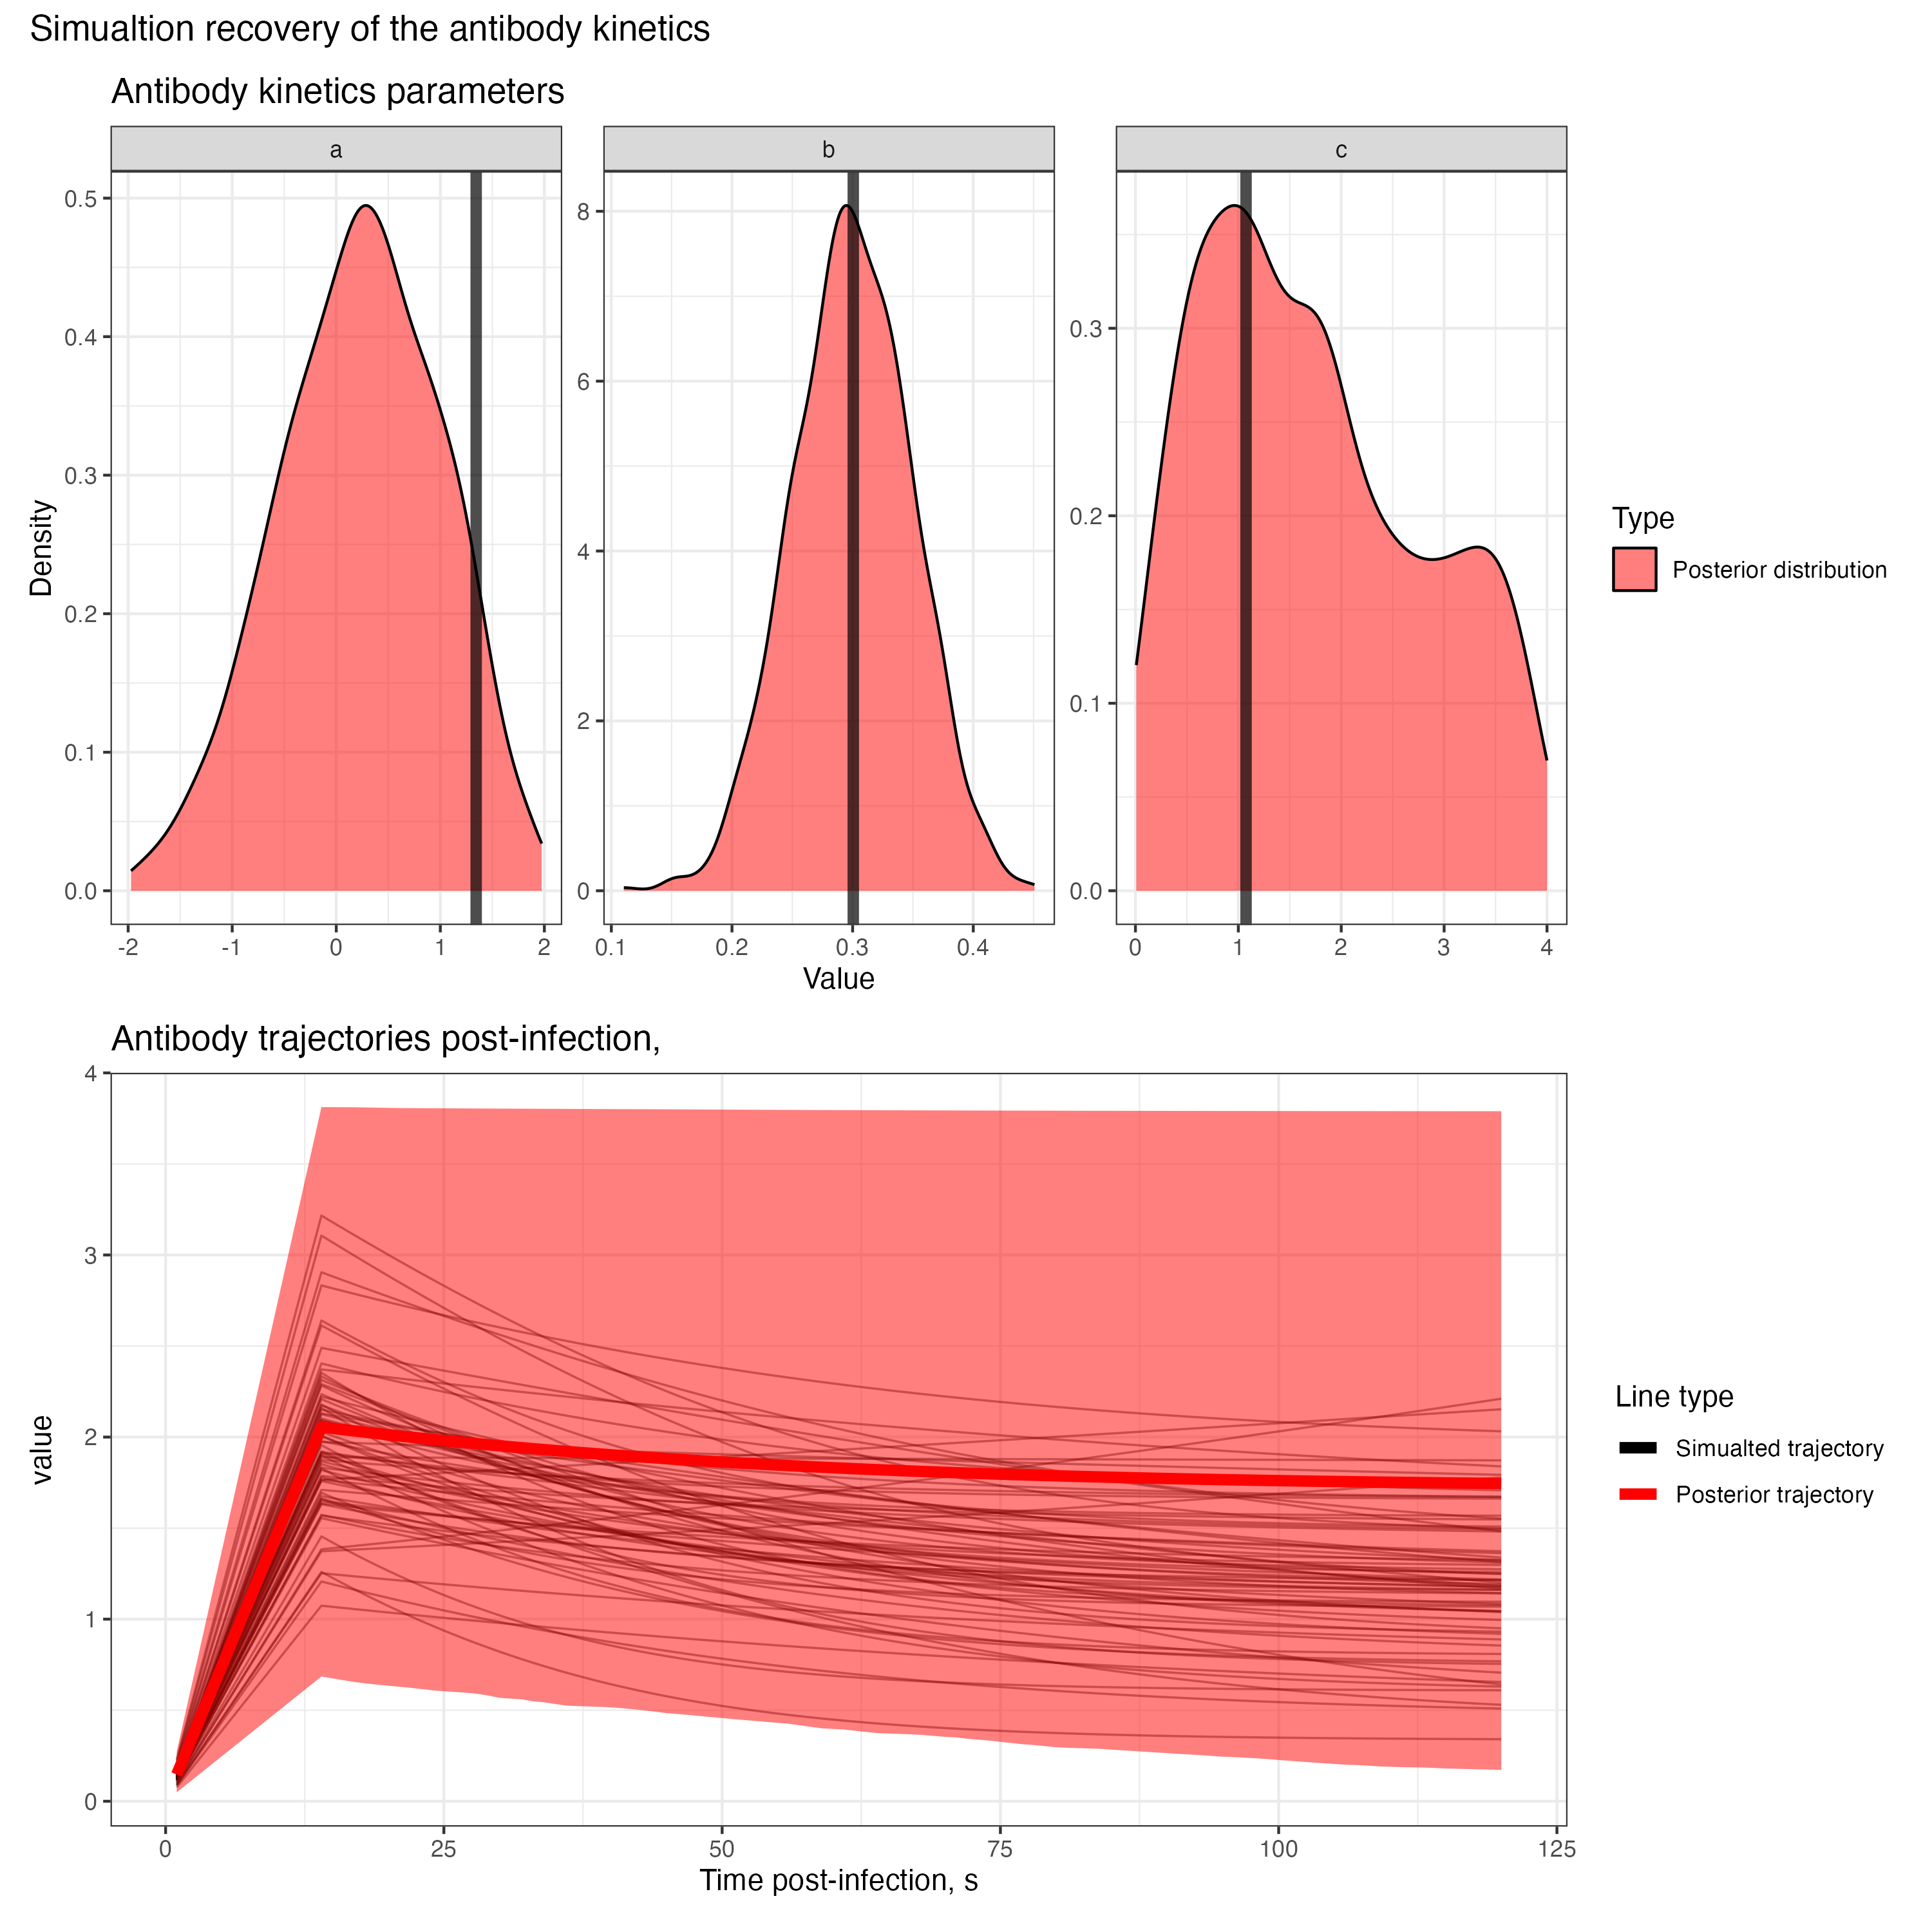 Simualtion recovery of the antibody kinetics
Antibody kinetics parameters
a
b
c
Density
0.5
0.4
0.3
0.2
0.1
0.0
8
6
4
2
0
0.3
0.2
0.1
0.0
-2 -1 0 1 2
0.1 0.2 0.3 0.4
0 1 2 3 4
Value
Type
Posterior distribution
Antibody trajectories post-infection,
value
4
3
2
1
0
0 25 50 75 100 125
Time post-infection, s
Line type
Simualted trajectory
Posterior trajectory